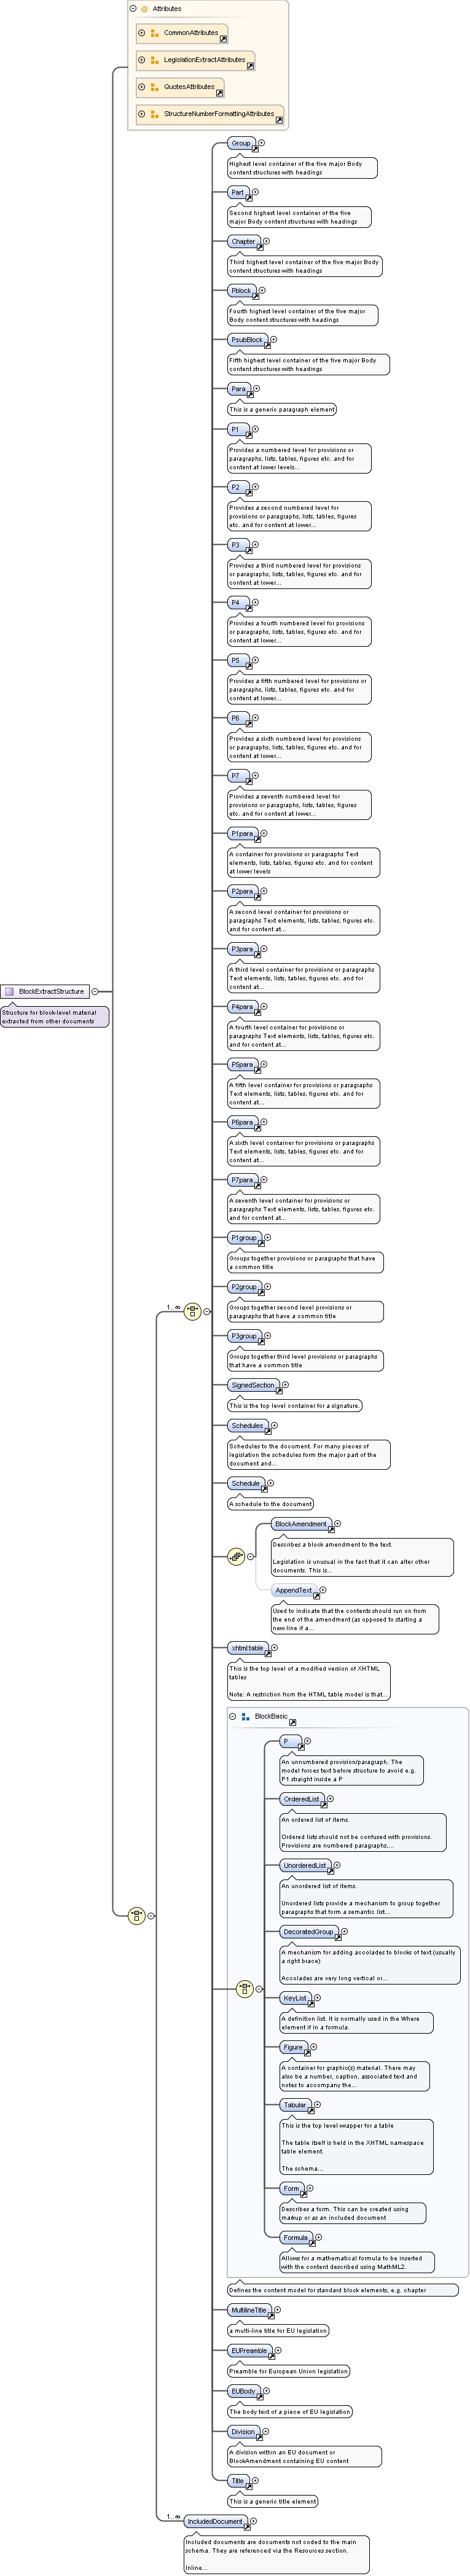 Attributes
CommonAttributes
LegislationExtractAttributes
QuotesAttributes
StructureNumberFormattingAttributes
Group
Highest level container of the five major Body
content structures with headings
Part
Second highest level container of the five
major Body content structures with headings
Chapter
Third highest level container of the five major Body
content structures with headings
Pblock
Fourth highest level container of the five major
Body content structures with headings
PsubBlock
Fifth highest level container of the five major Body
content structures with headings
Para
This is a generic paragraph element
P1
Provides a numbered level for provisions or
paragraphs, lists, tables, figures etc. and for
content at lower levels...
P2
Provides a second numbered level for
provisions or paragraphs, lists, tables, figures
etc. and for content at lower...
P3
Provides a third numbered level for provisions
or paragraphs, lists, tables, figures etc. and for
content at lower...
P4
Provides a fourth numbered level for provisions
or paragraphs, lists, tables, figures etc. and for
content at lower...
P5
Provides a fifth numbered level for provisions or
paragraphs, lists, tables, figures etc. and for
content at lower...
P6
Provides a sixth numbered level for provisions
or paragraphs, lists, tables, figures etc. and for
content at lower...
P7
Provides a seventh numbered level for
provisions or paragraphs, lists, tables, figures
etc. and for content at lower...
P1para
A container for provisions or paragraphs Text
elements, lists, tables, figures etc. and for content
at lower levels
P2para
A second level container for provisions or
paragraphs Text elements, lists, tables, figures etc.
and for content at...
P3para
A third level container for provisions or paragraphs
Text elements, lists, tables, figures etc. and for
content at...
BlockExtractStructure
Structure for block-level material
extracted from other documents
P4para
A fourth level container for provisions or
paragraphs Text elements, lists, tables, figures etc.
and for content at...
P5para
A fifth level container for provisions or paragraphs
Text elements, lists, tables, figures etc. and for
content at...
P6para
A sixth level container for provisions or paragraphs
Text elements, lists, tables, figures etc. and for
content at...
P7para
A seventh level container for provisions or
paragraphs Text elements, lists, tables, figures etc.
and for content at...
P1group
Groups together provisions or paragraphs that have
a common title
P2group
Groups together second level provisions or
paragraphs that have a common title
1..∞
P3group
Groups together third level provisions or paragraphs
that have a common title
SignedSection
This is the top level container for a signature.
Schedules
Schedules to the document. For many pieces of
legislation the schedules form the major part of the
document and...
Schedule
A schedule to the document
BlockAmendment
Describes a block amendment to the text.
Legislation is unusual in the fact that it can alter other
documents. This is...
AppendText
Used to indicate that the contents should run on from
the end of the amendment (as opposed to starting a
new line if a...
xhtml:table
This is the top level of a modified version of XHTML
tables
Note: A restriction from the HTML table model is that...
BlockBasic
P
An unnumbered provision/paragraph. The
model forces text before structure to avoid e.g.
P1 straight inside a P
OrderedList
An ordered list of items.
Ordered lists should not be confused with provisions.
Provisions are numbered paragraphs,...
UnorderedList
An unordered list of items.
Unordered lists provide a mechanism to group together
paragraphs that form a semantic list...
DecoratedGroup
A mechanism for adding accolades to blocks of text (usually
a right brace)
Accolades are very long vertical or...
KeyList
A definition list. It is normally used in the Where
element if in a formula.
Figure
A container for graphic(s) material. There may
also be a number, caption, associated text and
notes to accompany the...
Tabular
This is the top level wrapper for a table
The table itself is held in the XHTML namespace
table element.
The schema...
Form
Describes a form. This can be created using
markup or as an included document
Formula
Allows for a mathematical formula to be inserted
with the content described using MathML2.
Defines the content model for standard block elements, e.g. chapter
MultilineTitle
a multi-line title for EU legislation
EUPreamble
Preamble for European Union legislation
EUBody
The body text of a piece of EU legislation
Division
A division within an EU document or
BlockAmendment containing EU content
Title
This is a generic title element
1..∞
IncludedDocument
Included documents are documents not coded to the main
schema. They are referenced via the Resources section.
Inline...